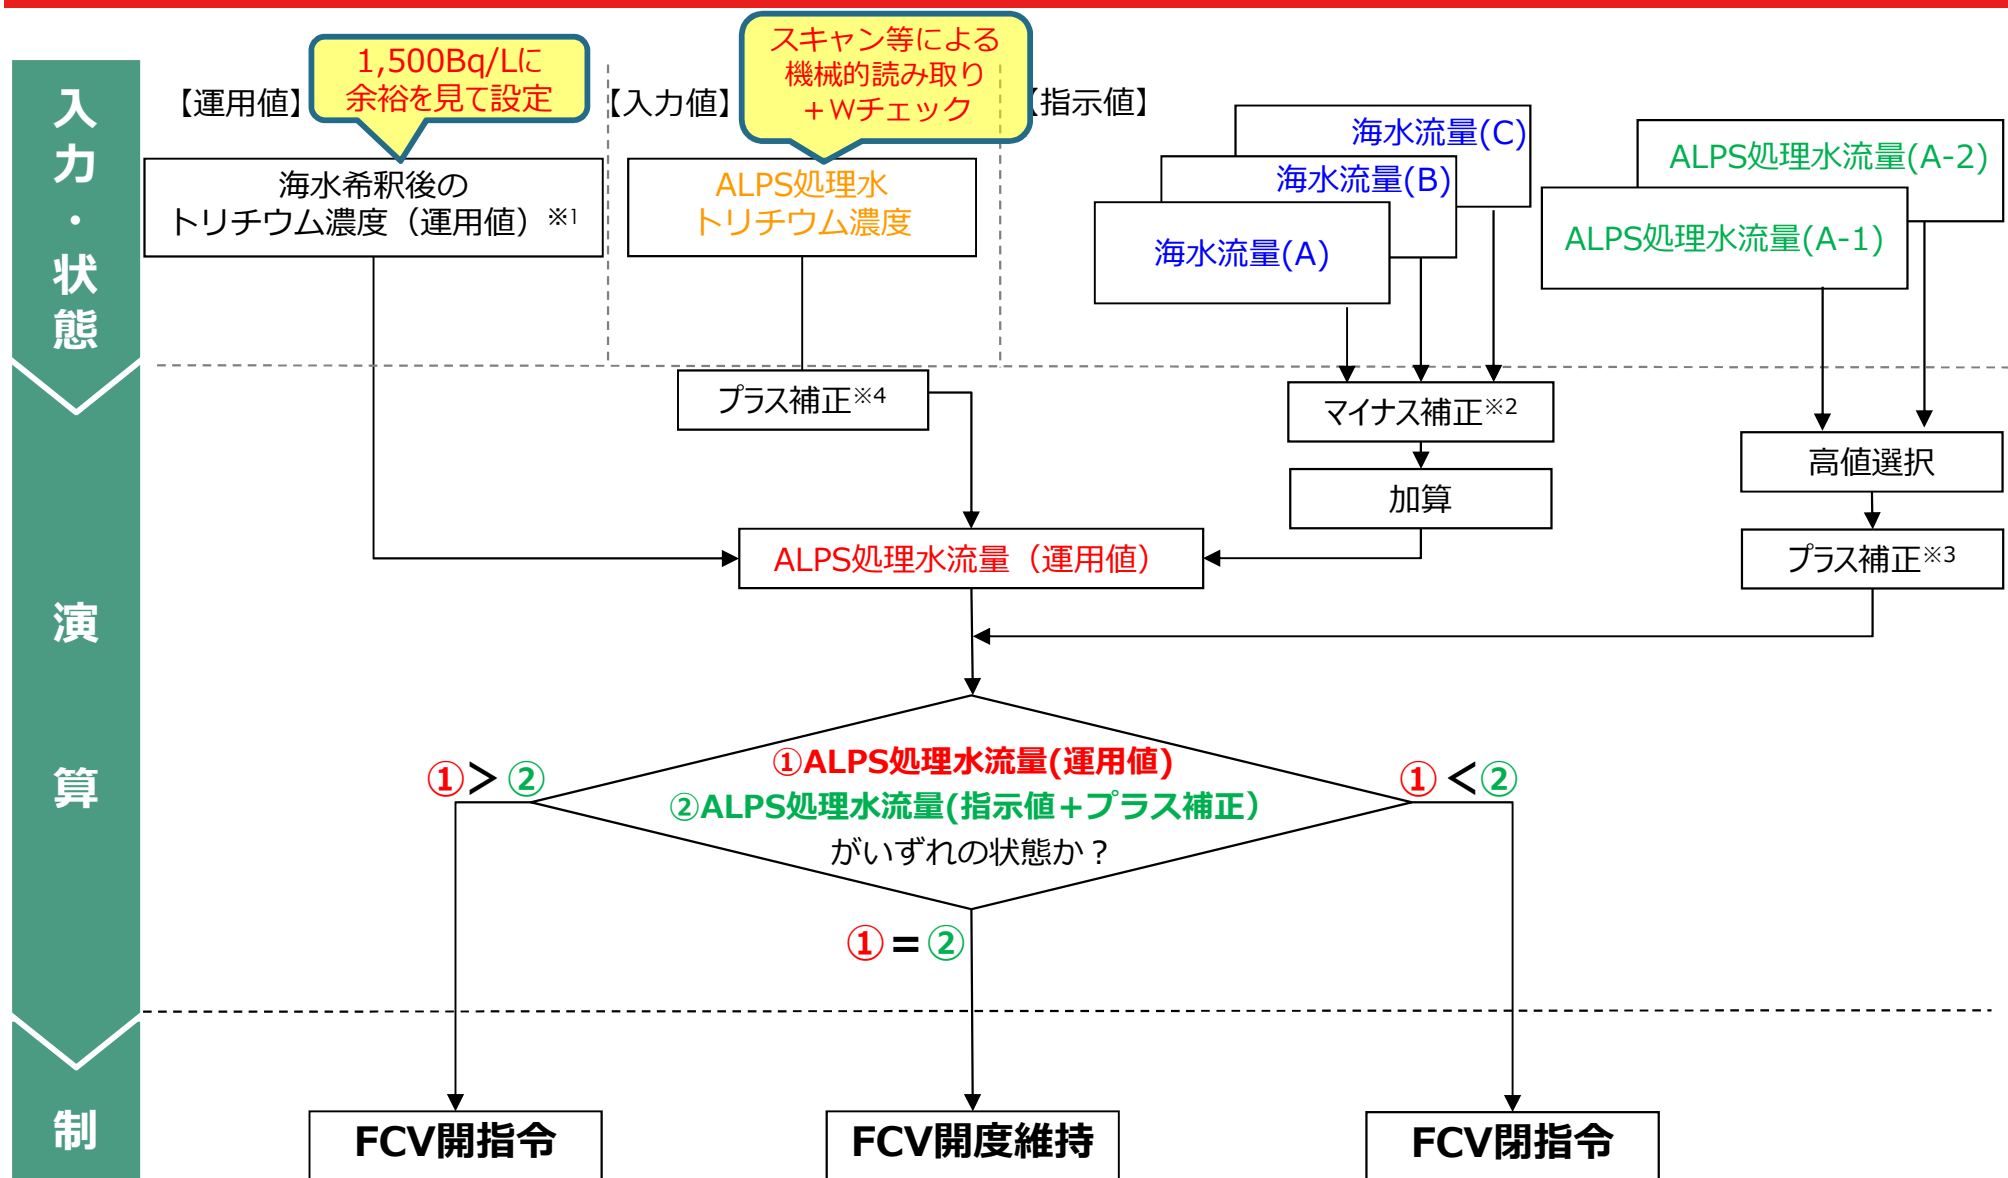 入力・状態
【運用値】
1,500Bq/Lに
余裕を見て設定
【入力値】
スキャン等による
機械的読み取り
+Wチェック
【指示値】
海水希釈後の
トリチウム濃度（運用値）※1
ALPS処理水
トリチウム濃度
海水流量(C)
海水流量(B)
海水流量(A)
ALPS処理水流量(A-2)
ALPS処理水流量(A-1)
演算
プラス補正※4
マイナス補正※2
加算
高値選択
プラス補正※3
ALPS処理水流量（運用値）
①ALPS処理水流量(運用値)
②ALPS処理水流量(指示値+プラス補正）
がいずれの状態か？
①＞②
①＜②
①＝②
制
FCV開指令
FCV開度維持
FCV閉指令